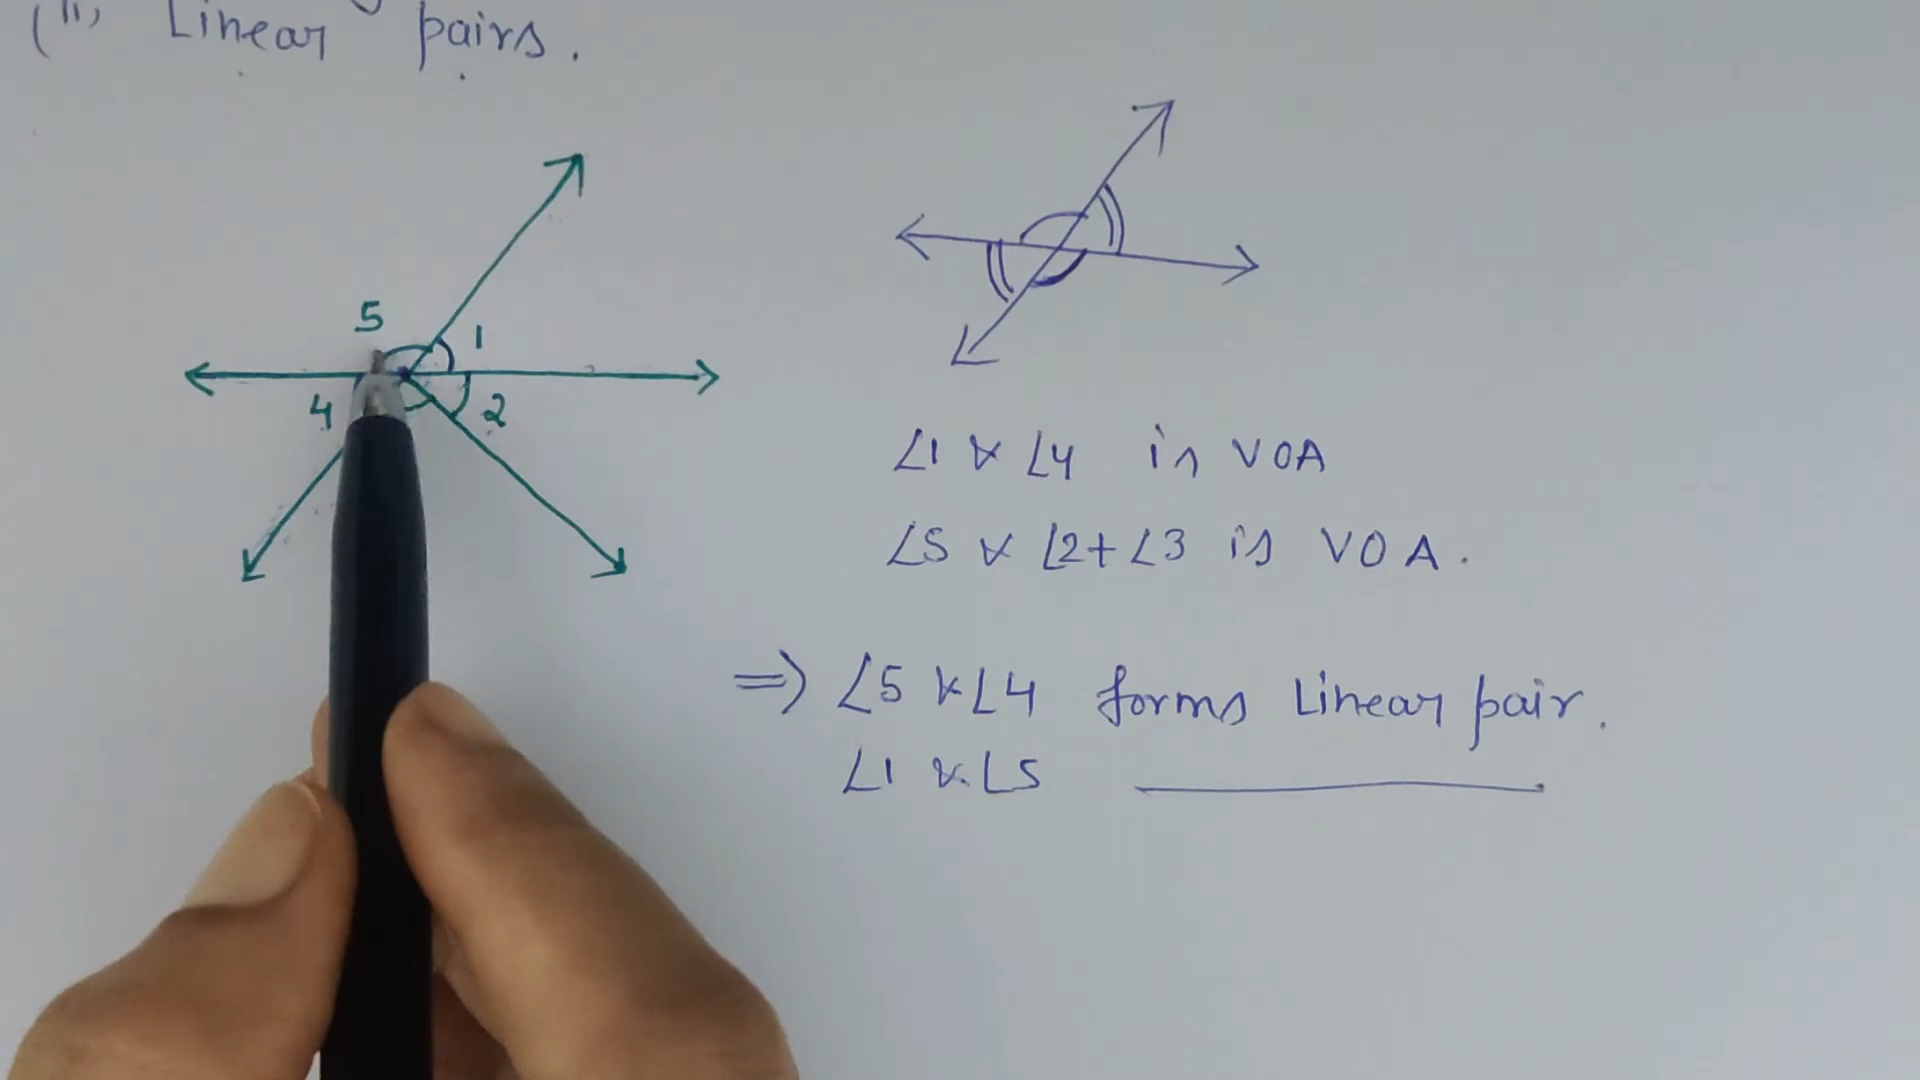 (ii) Linear pairs.
5
1
4
2
∠1 & ∠4 is VOA
∠5 & ∠2+∠3 is VOA.
=> ∠5 & ∠4 forms Linear pair.
∠1 & ∠5 ________